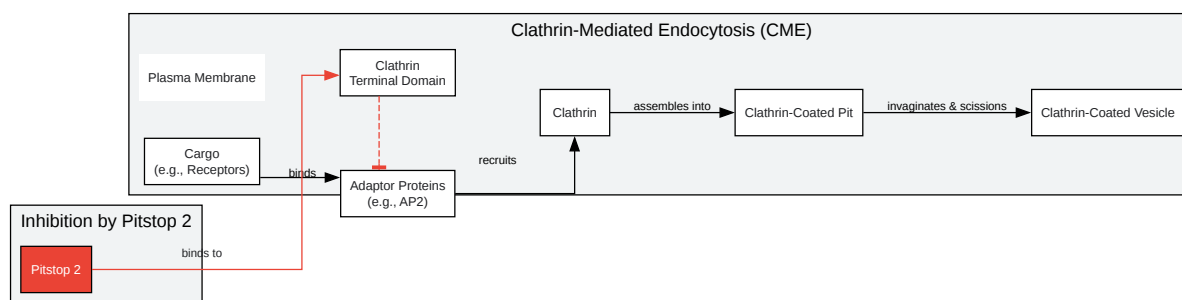 Clathrin-Mediated Endocytosis (CME)
Plasma Membrane
Clathrin
Terminal Domain
Cargo
(e.g., Receptors)
binds
Adaptor Proteins
(e.g., AP2)
recruits
Clathrin
assembles into
Clathrin-Coated Pit
invaginates & scissions
Clathrin-Coated Vesicle
Inhibition by Pitstop 2
Pitstop 2
binds to